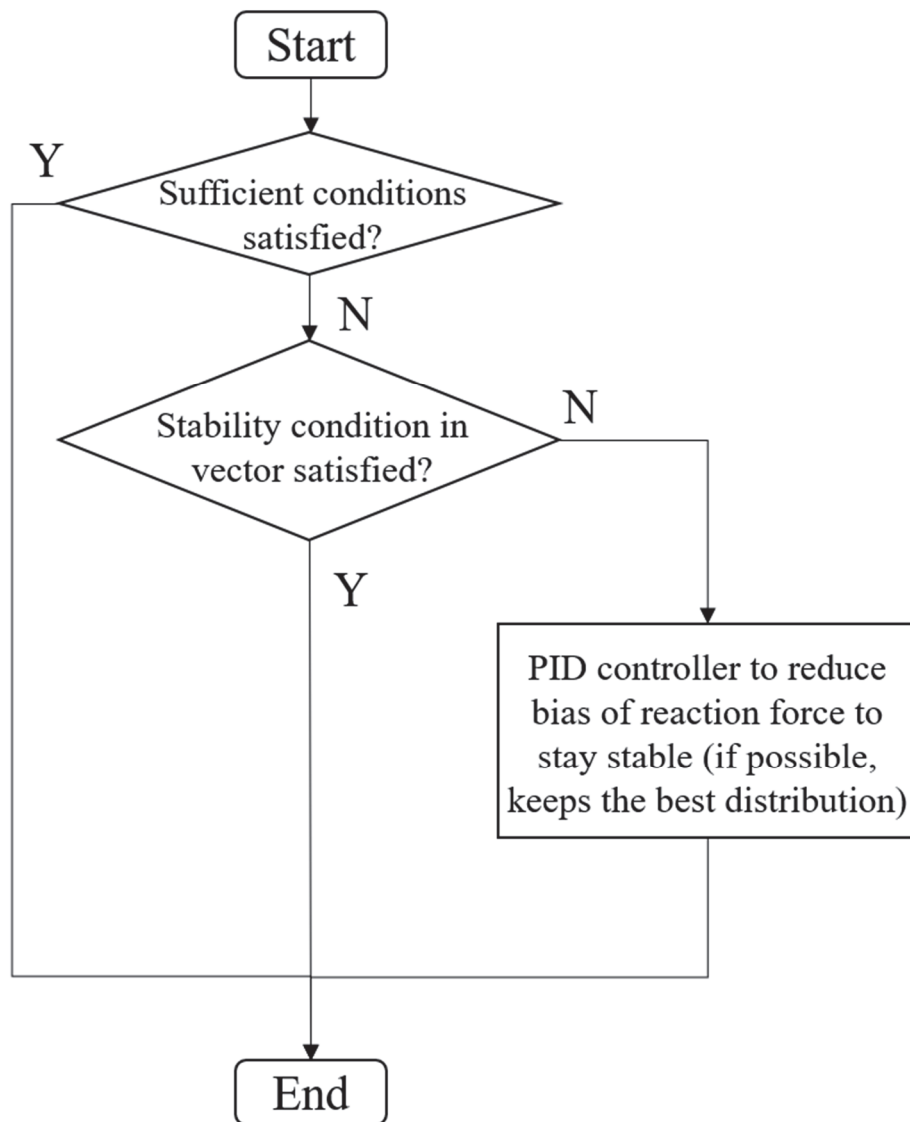 Start
Y
Sufficient conditions
satisfied?
N
N
Stability condition in
vector satisfied?
Y
PID controller to reduce
bias of reaction force to
stay stable (if possible,
keeps the best distribution)
End